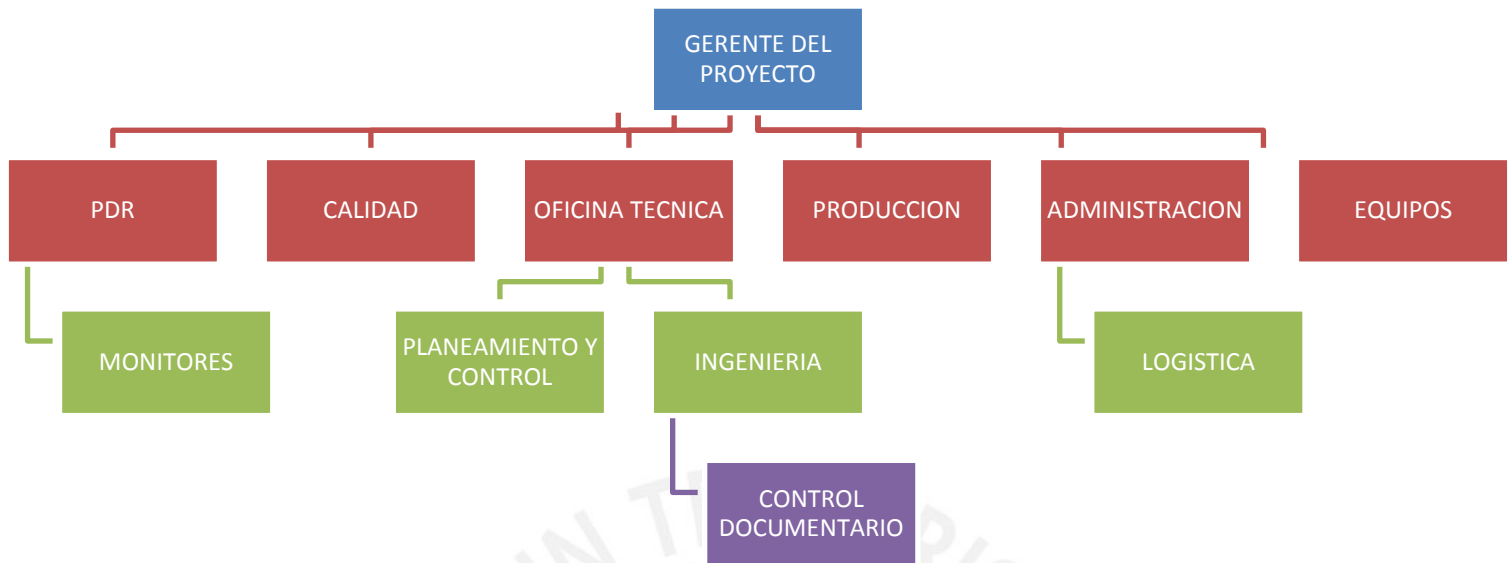 GERENTE DEL
PROYECTO
PDR
CALIDAD
OFICINA TECNICA
PRODUCCION
ADMINISTRACION
EQUIPOS
MONITORES
PLANEAMIENTO Y
CONTROL
INGENIERIA
LOGISTICA
CONTROL
DOCUMENTARIO